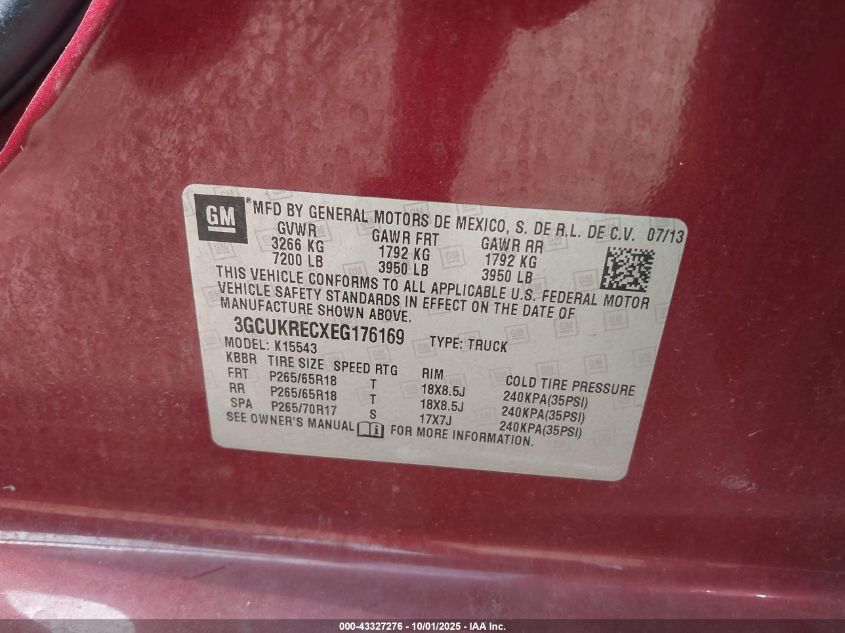 GM
*MFD BY GENERAL MOTORS DE MEXICO, S. DE R.L. DE C.V. 07/13
GVWR GAWR FRT GAWR RR
3266 KG 1792 KG 1792 KG
7200 LB 3950 LB 3950 LB
THIS VEHICLE CONFORMS TO ALL APPLICABLE U.S. FEDERAL MOTOR
VEHICLE SAFETY STANDARDS IN EFFECT ON THE DATE OF
MANUFACTURE SHOWN ABOVE.
3GCUKRECXEG176169 TYPE: TRUCK
MODEL: K15543
KBBR TIRE SIZE SPEED RTG RIM COLD TIRE PRESSURE
FRT P265/65R18 T 18X8.5J 240KPA(35PSI)
RR P265/65R18 T 18X8.5J 240KPA(35PSI)
SPA P265/70R17 S 17X7J 240KPA(35PSI)
SEE OWNER'S MANUAL FOR MORE INFORMATION.
000-43327276 - 10/01/2025 - IAA Inc.